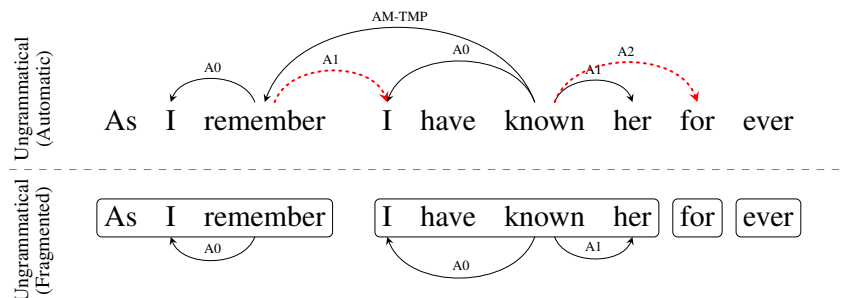 AM-TMP
A0 A1 A0 A1 A2
Ungrammatical
(Automatic)
As I remember I have known her for ever
Ungrammatical
(Fragmented)
As I remember I have known her for ever
A0 A0 A1